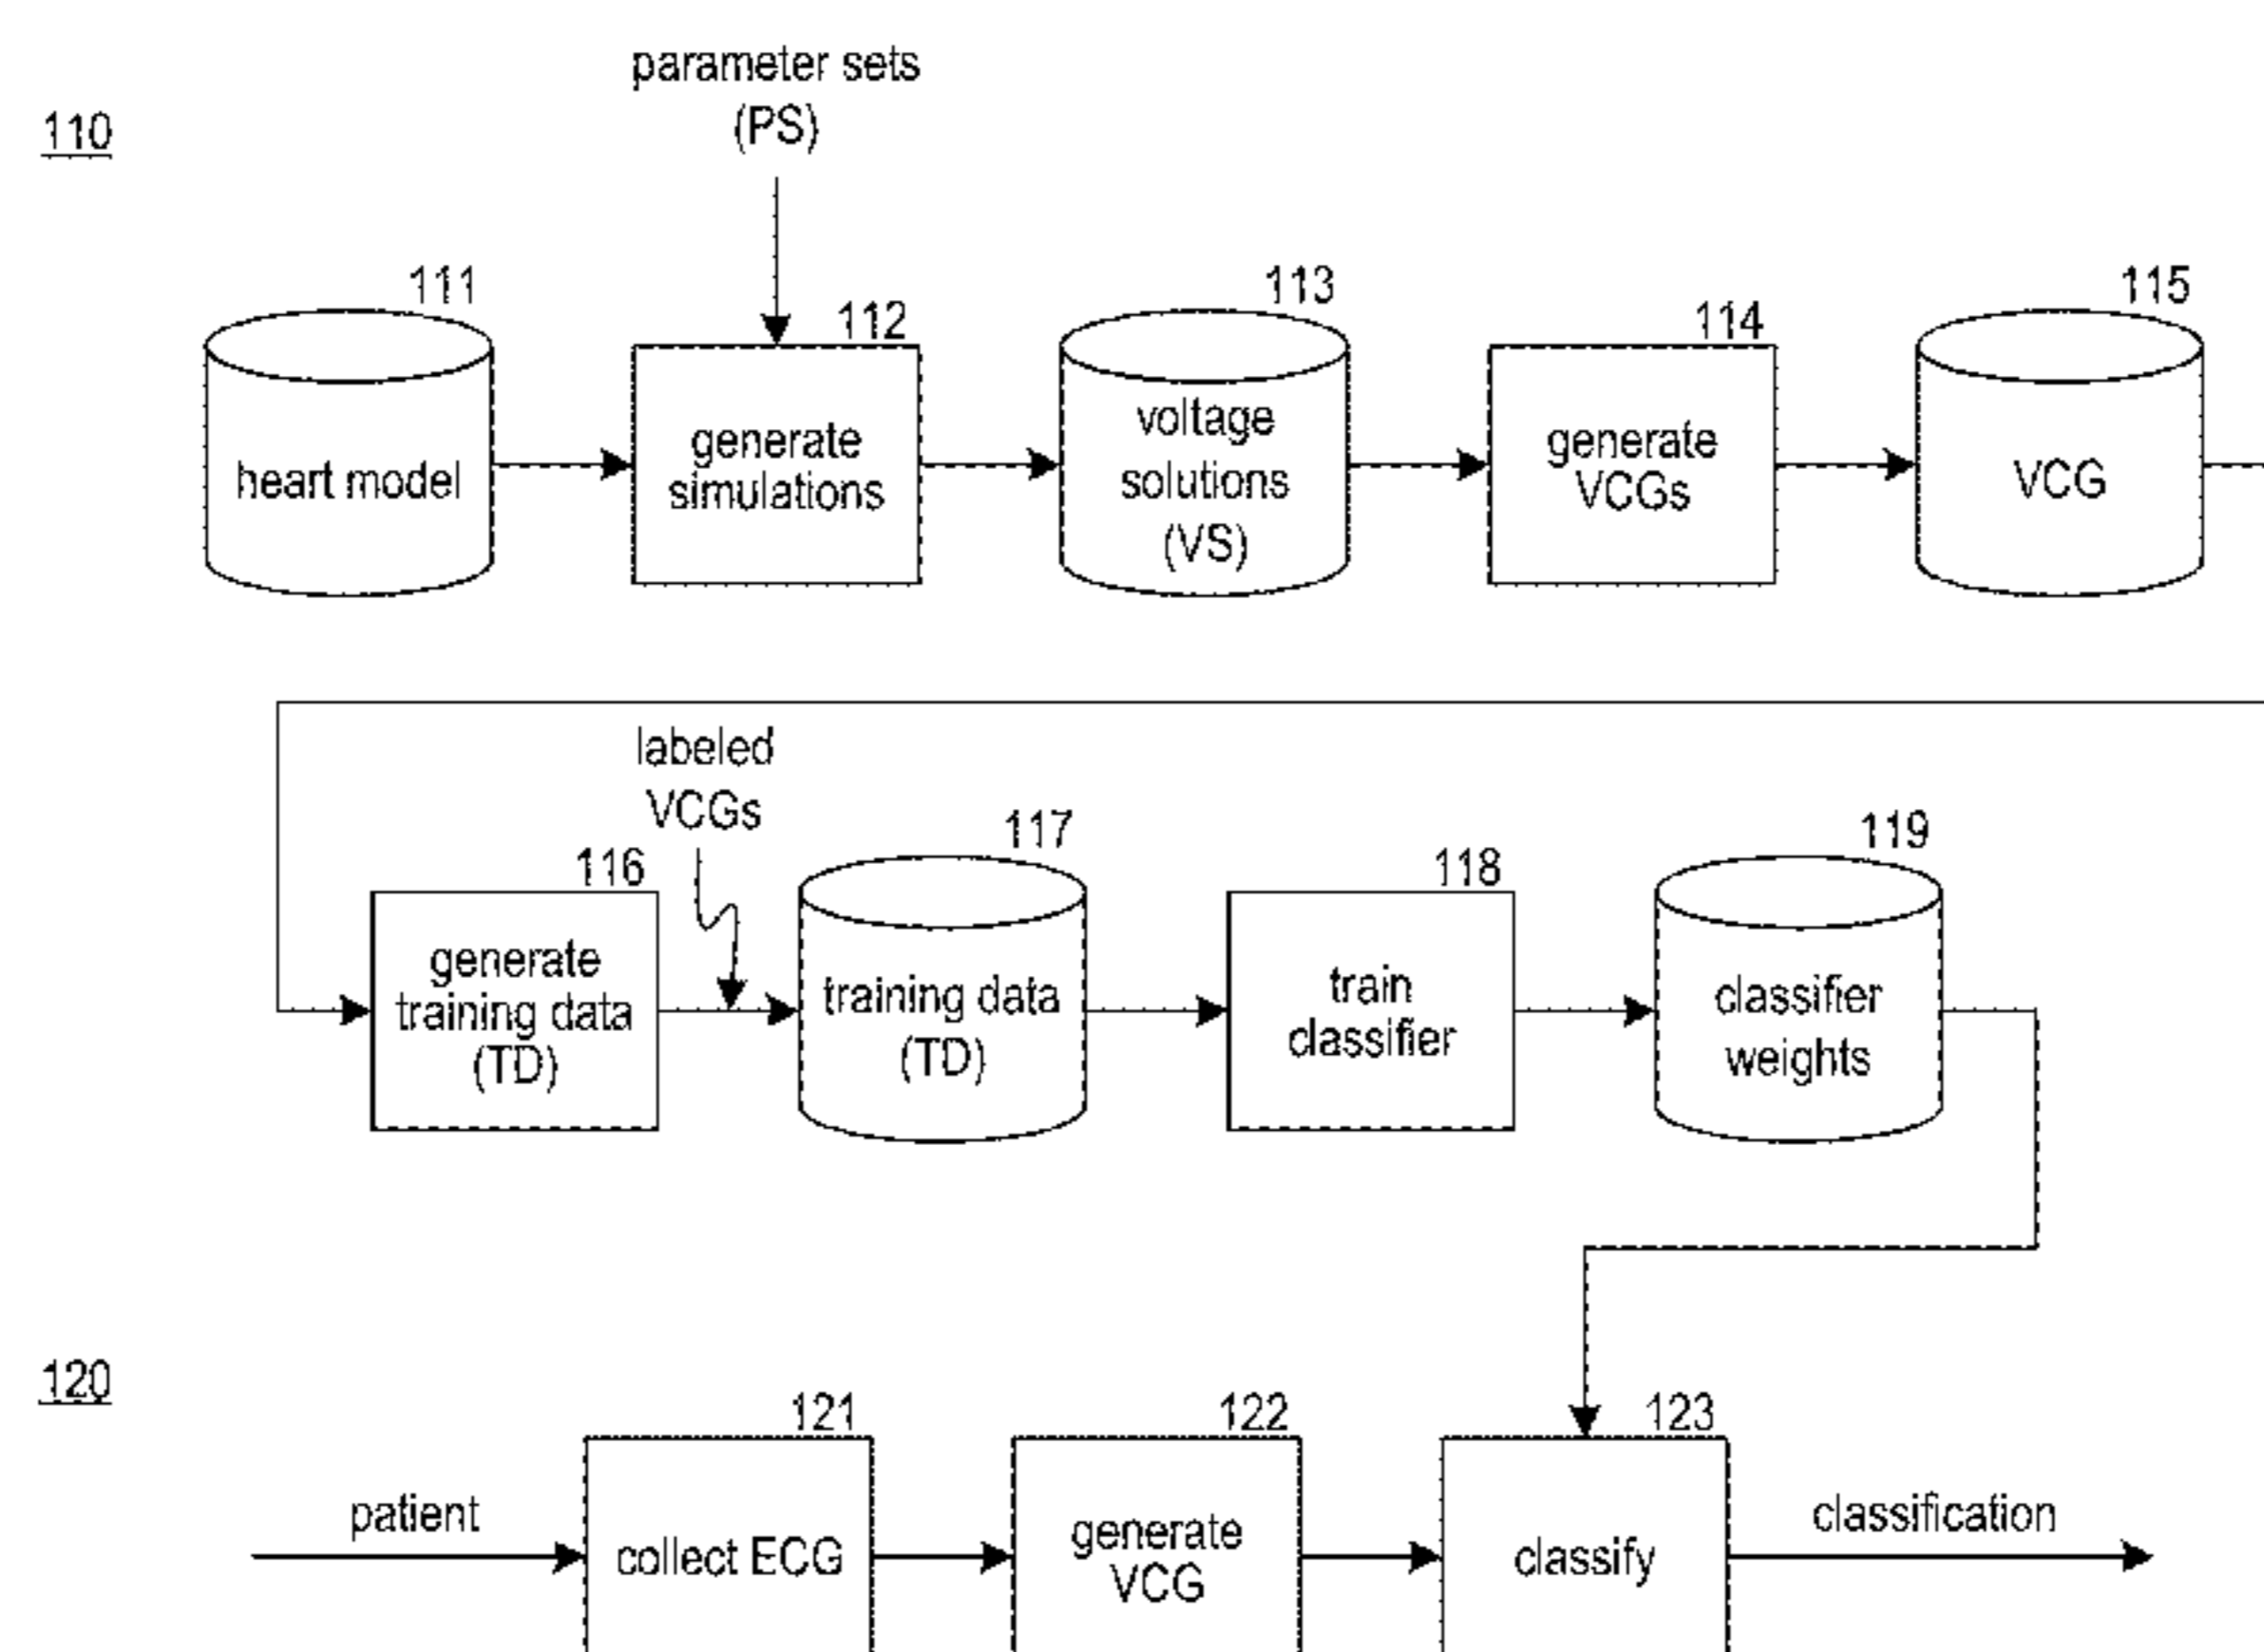 parameter sets
(PS)
110
111
112
113
114
115
heart model
generate
simulations
voltage
solutions
(VS)
generate
VCGs
VCG
labeled
VCGs
116
117
118
119
generate
training data
(TD)
training data
(TD)
train
classifier
classifier
weights
120
121
122
123
patient
collect ECG
generate
VCG
classify
classification